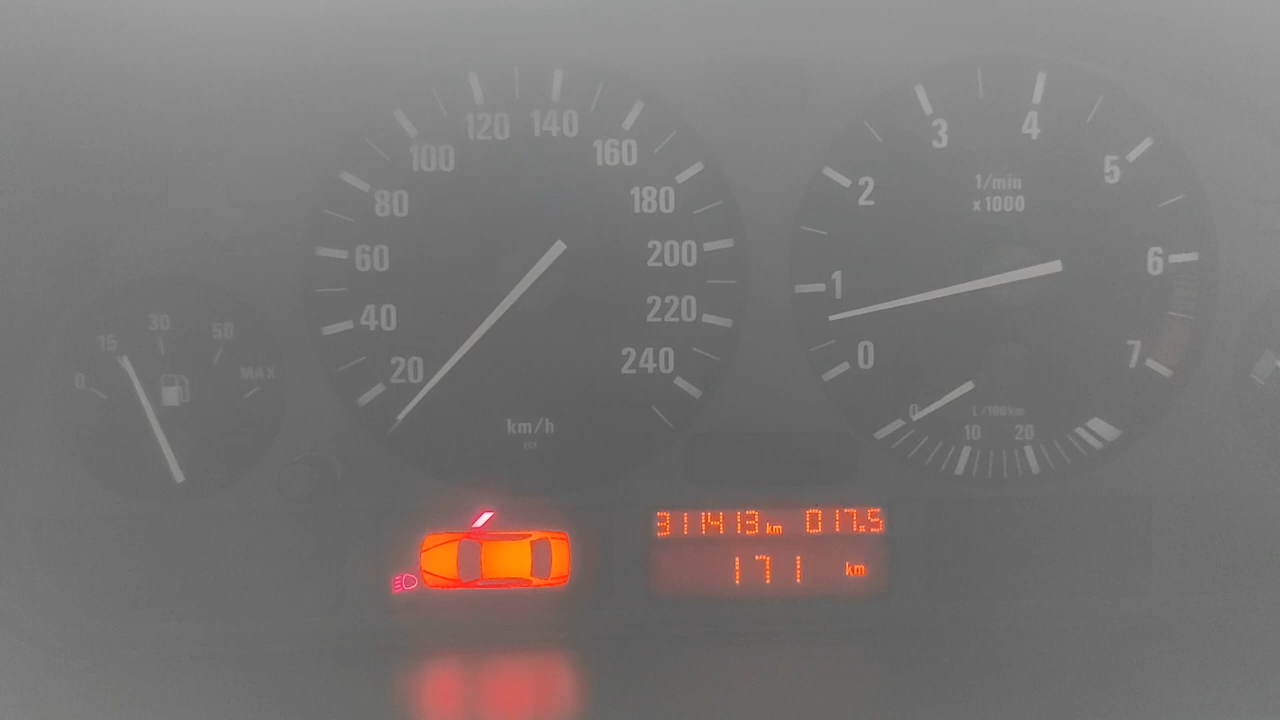 0 15 30 50 MAX
20 40 60 80 100 120 140 160 180 200 220 240
km/h
0 1 2 3 4 5 6 7
1/min
x1000
0 10 20
L/100km
311413 km 017.5
171 km